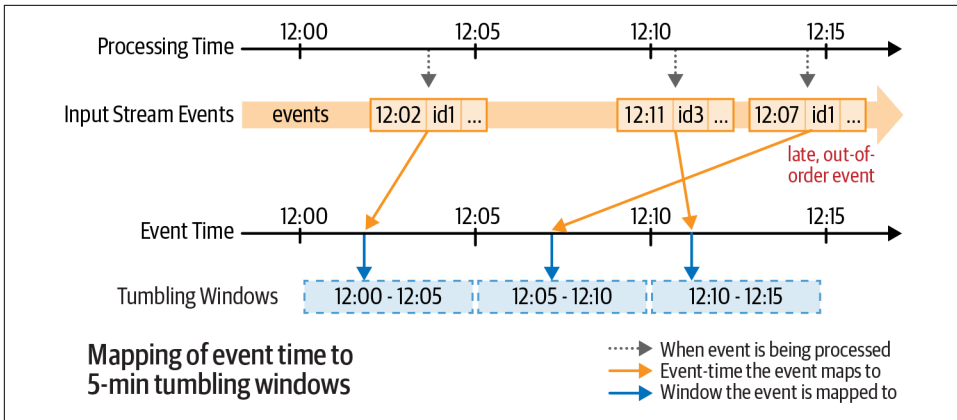 12:00 12:05 12:10 12:15
Processing Time
Input Stream Events
events 12:02 id1 ... 12:11 id3 ... 12:07 id1 ...
late, out-of-
order event
12:00 12:05 12:10 12:15
Event Time
Tumbling Windows 12:00 - 12:05 12:05 - 12:10 12:10 - 12:15
Mapping of event time to
5-min tumbling windows
When event is being processed
Event-time the event maps to
Window the event is mapped to